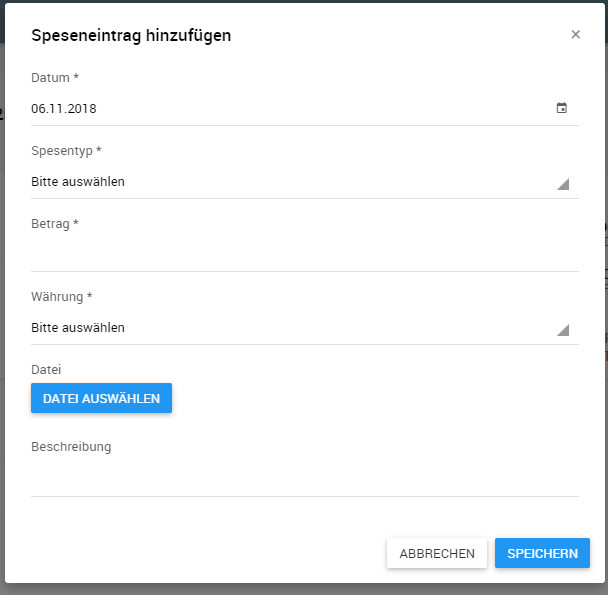 Speseneintrag hinzufügen
×
Datum *
06.11.2018
Spesentyp *
Bitte auswählen
Betrag *
Währung *
Bitte auswählen
Datei
DATEI AUSWÄHLEN
Beschreibung
ABBRECHEN SPEICHERN